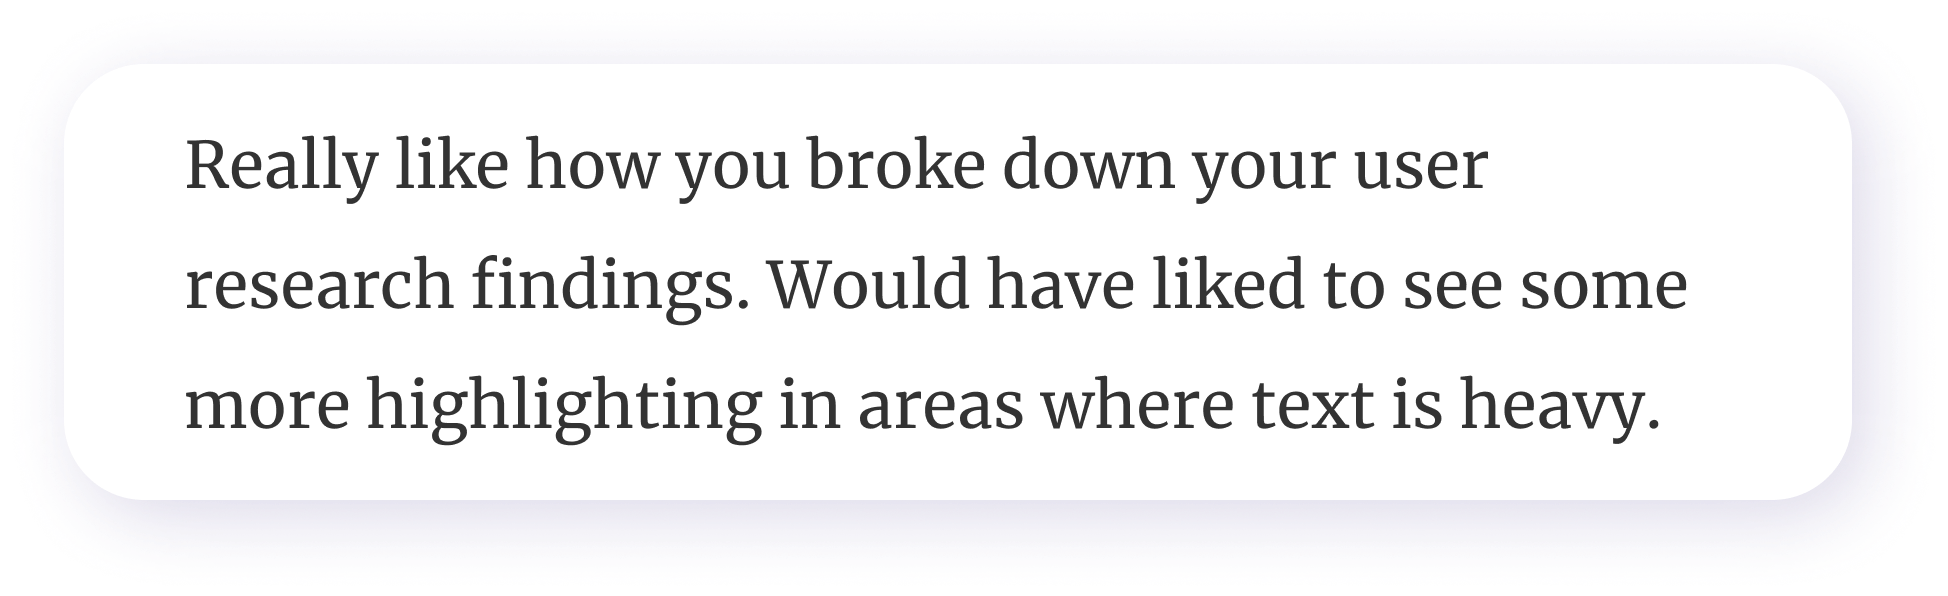 Really like how you broke down your user
research findings. Would have liked to see some
more highlighting in areas where text is heavy.